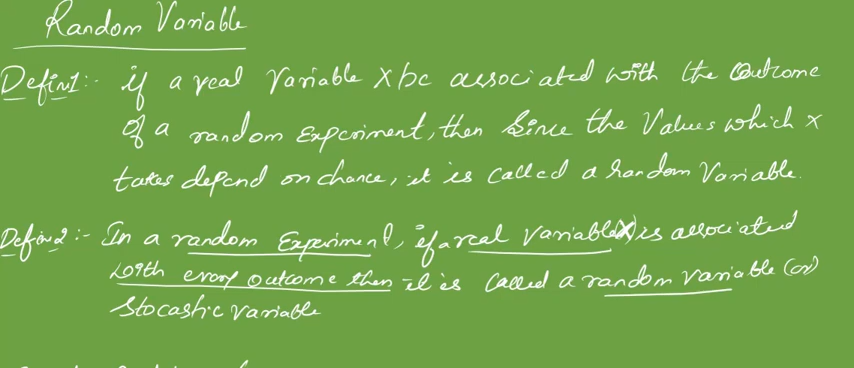 Random Variable
Defin1:- if a real Variable X be associated with the Outcome
of a random Experiment, then Since the Values which X
takes depend on chance, it is called a random Variable.
Defin2:- In a random Experiment, if a real Variable(X) is associated
with every outcome then it is called a random variable (or)
Stocastic Variable